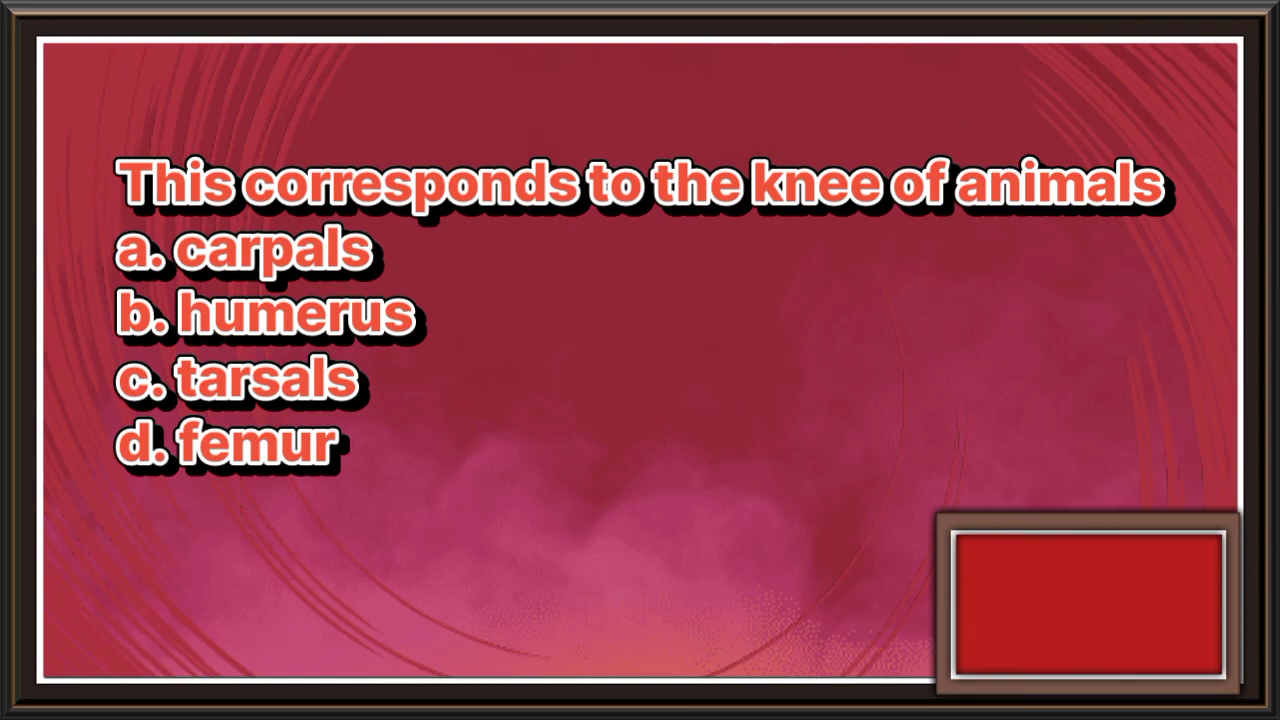 This corresponds to the knee of animals
a. carpals
b. humerus
c. tarsals
d. femur